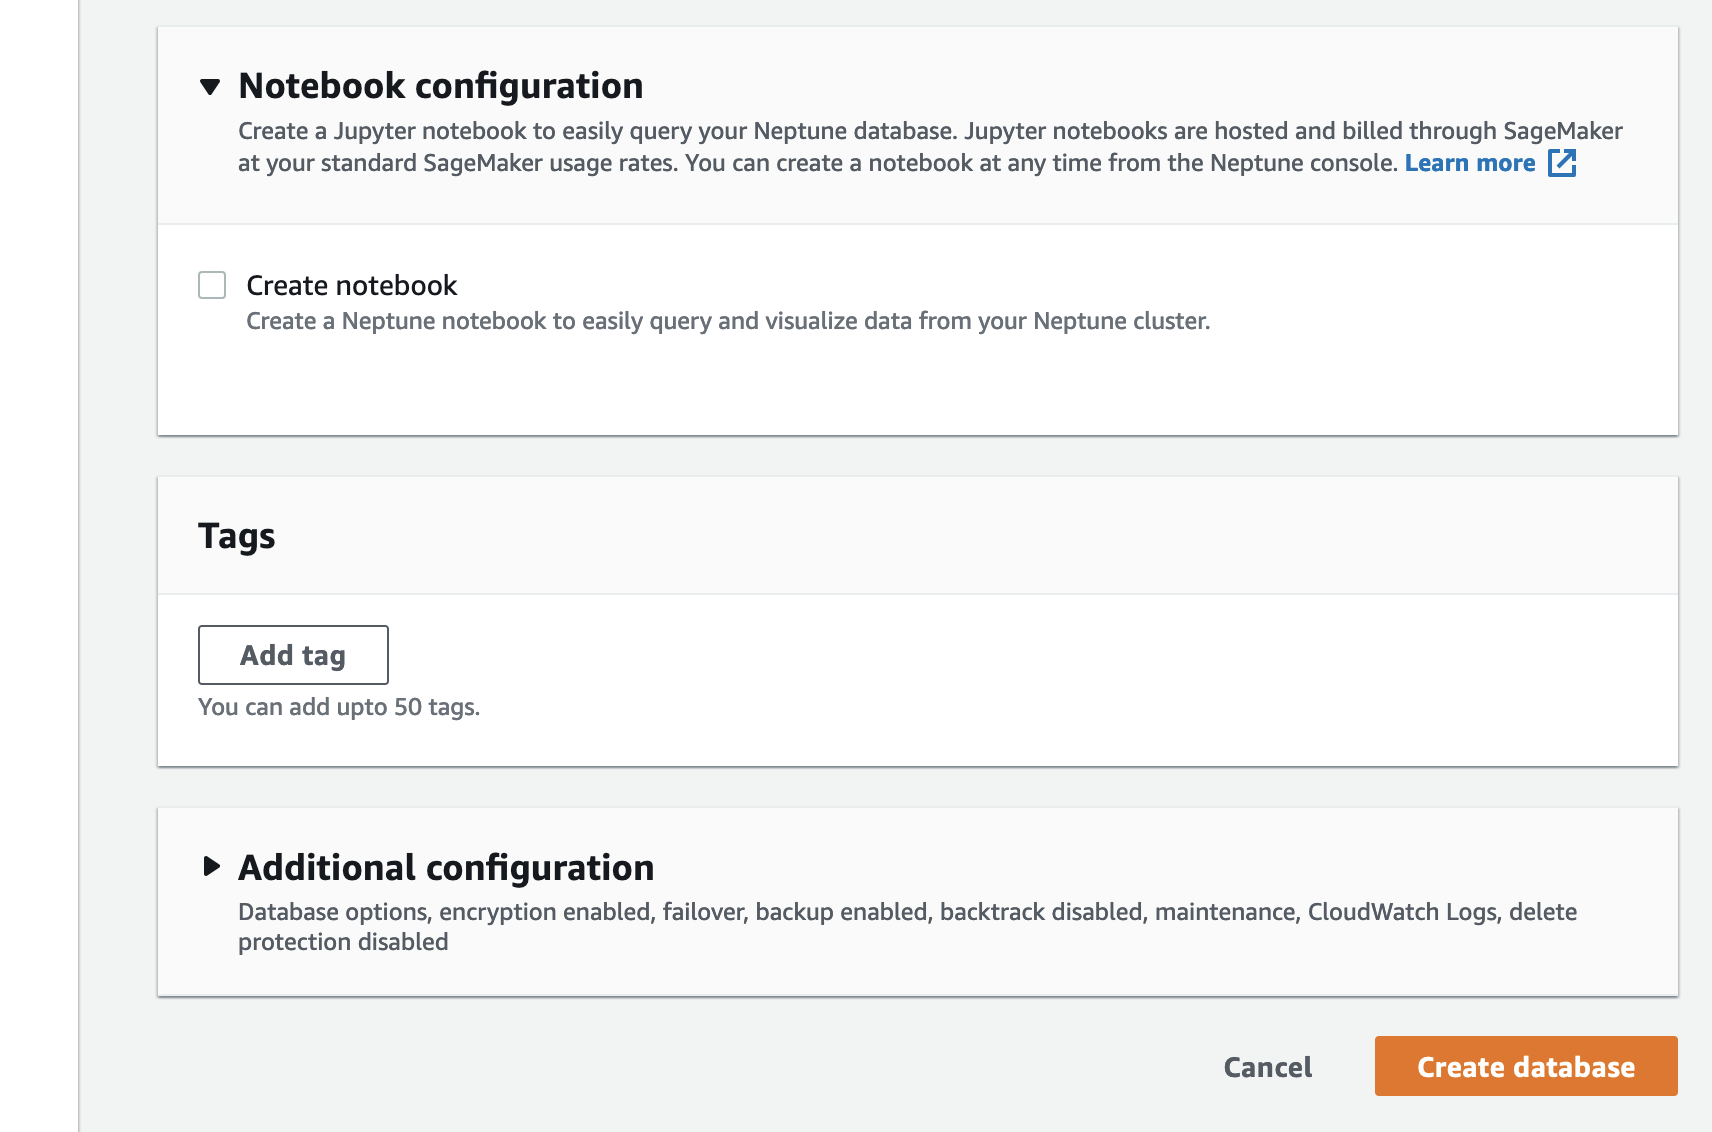 Notebook configuration
Create a Jupyter notebook to easily query your Neptune database. Jupyter notebooks are hosted and billed through SageMaker
at your standard SageMaker usage rates. You can create a notebook at any time from the Neptune console. Learn more
Create notebook
Create a Neptune notebook to easily query and visualize data from your Neptune cluster.
Tags
Add tag
You can add upto 50 tags.
Additional configuration
Database options, encryption enabled, failover, backup enabled, backtrack disabled, maintenance, CloudWatch Logs, delete
protection disabled
Cancel
Create database